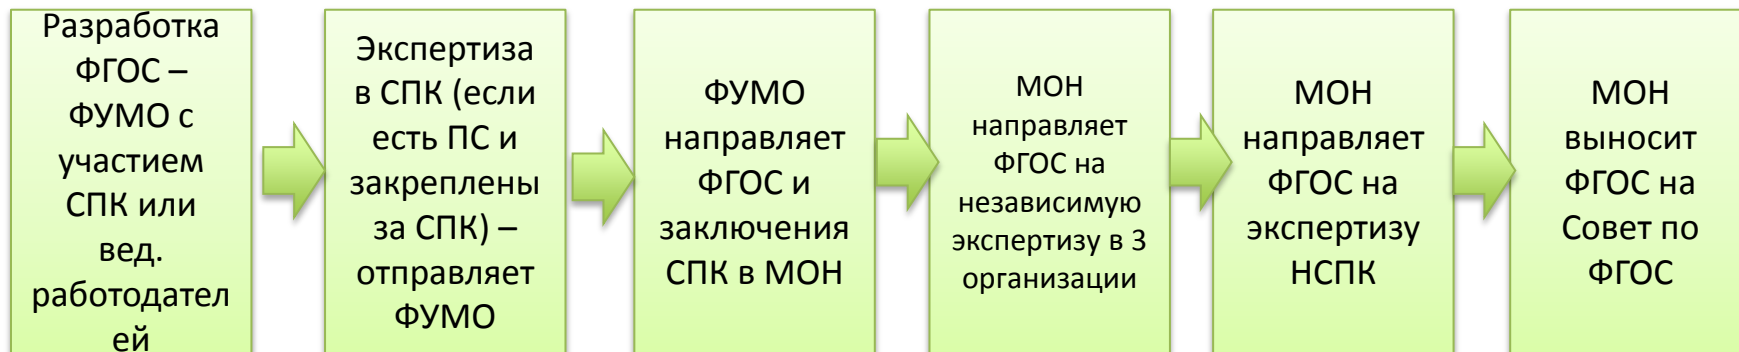 Разработка
ФГОС –
ФУМО с
участием
СПК или
вед.
работодател
ей
Экспертиза
в СПК (если
есть ПС и
закреплены
за СПК) –
отправляет
ФУМО
ФУМО
направляет
ФГОС и
заключения
СПК в МОН
МОН
направляет
ФГОС на
независимую
экспертизу в 3
организации
МОН
направляет
ФГОС на
экспертизу
НСПК
МОН
выносит
ФГОС на
Совет по
ФГОС